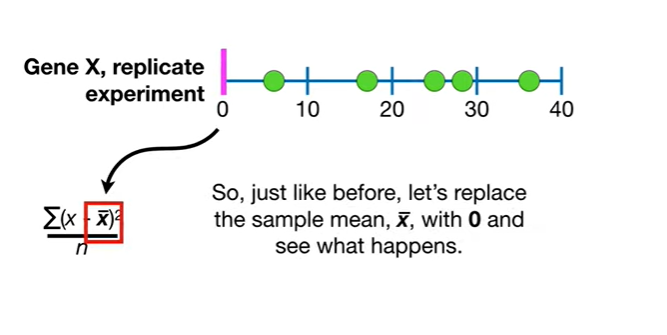 Gene X, replicate
experiment
0 10 20 30 40
∑(x - x̄)²
n
So, just like before, let’s replace
the sample mean, x̄, with 0 and
see what happens.